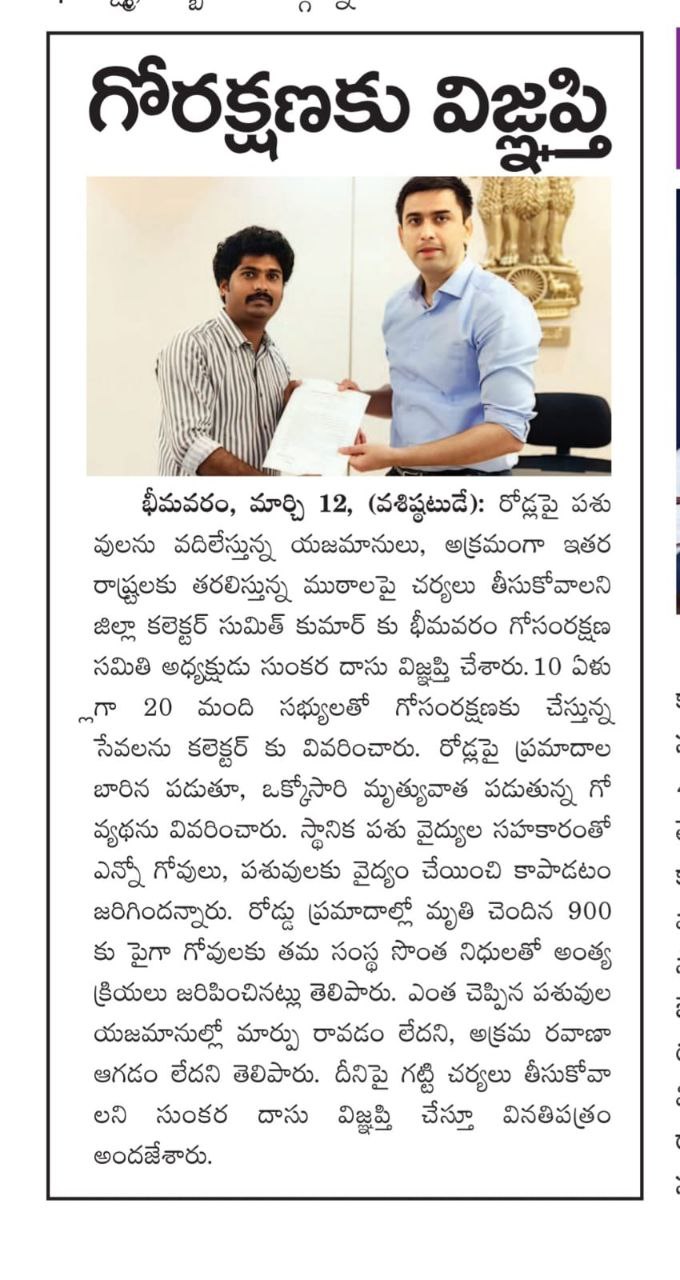 గోరక్షణకు విజ్ఞప్తి
భీమవరం, మార్చి 12, (వశిష్ఠటుడే): రోడ్లపై పశు
వులను వదిలేస్తున్న యజమానులు, అక్రమంగా ఇతర
రాష్ట్రలకు తరలిస్తున్న ముఠాలపై చర్యలు తీసుకోవాలని
జిల్లా కలెక్టర్ సుమిత్ కుమార్ కు భీమవరం గోసంరక్షణ
సమితి అధ్యక్షుడు సుంకర దాసు విజ్ఞప్తి చేశారు. 10 ఏళు
్లగా 20 మంది సభ్యులతో గోసంరక్షణకు చేస్తున్న
సేవలను కలెక్టర్ కు వివరించారు. రోడ్లపై ప్రమాదాల
బారిన పడుతూ, ఒక్కోసారి మృత్యువాత పడుతున్న గో
వ్యథను వివరించారు. స్థానిక పశు వైద్యుల సహకారంతో
ఎన్నో గోవులు, పశువులకు వైద్యం చేయించి కాపాడటం
జరిగిందన్నారు. రోడ్డు ప్రమాదాల్లో మృతి చెందిన 900
కు పైగా గోవులకు తమ సంస్థ సొంత నిధులతో అంత్య
క్రియలు జరిపించినట్లు తెలిపారు. ఎంత చెప్పిన పశువుల
యజమానుల్లో మార్పు రావడం లేదని, అక్రమ రవాణా
ఆగడం లేదని తెలిపారు. దీనిపై గట్టి చర్యలు తీసుకోవా
లని సుంకర దాసు విజ్ఞప్తి చేస్తూ వినతిపత్రం
అందజేశారు.